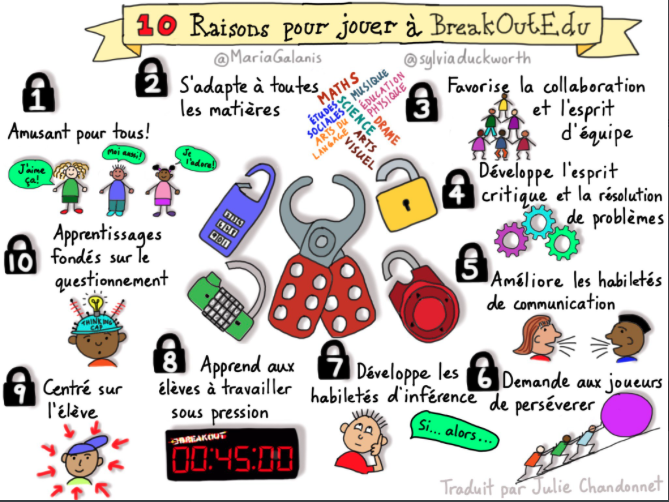 10 Raisons pour jouer à BreakOutEdu
@MariaGalanis @sylviaduckworth
1
Amusant pour tous!
J'aime
ça!
Moi aussi!
Je
l'adore!
2
S'adapte à toutes
les matières
MATHS
MUSIQUE
ÉTUDES
SOCIALES
SCIENCE
ÉDUCATION
PHYSIQUE
ARTS DU
LANGAGE
DRAME
ARTS
VISUEL
3
Favorise la collaboration
et l'esprit
d'équipe
4
Développe l'esprit
critique et la résolution
de problèmes
5
Améliore les habiletés
de communication
6
Demande aux joueurs
de perséverer
7
Développe les
habiletés d'inférence
Si... alors...
8
Apprend aux
élèves à travailler
sous pression
BREAKOUT
00:45:00
9
Centré sur
l'élève
10
Apprentissages
fondés sur le
questionnement
THINKING
CAP
Traduit par Julie Chandonnet